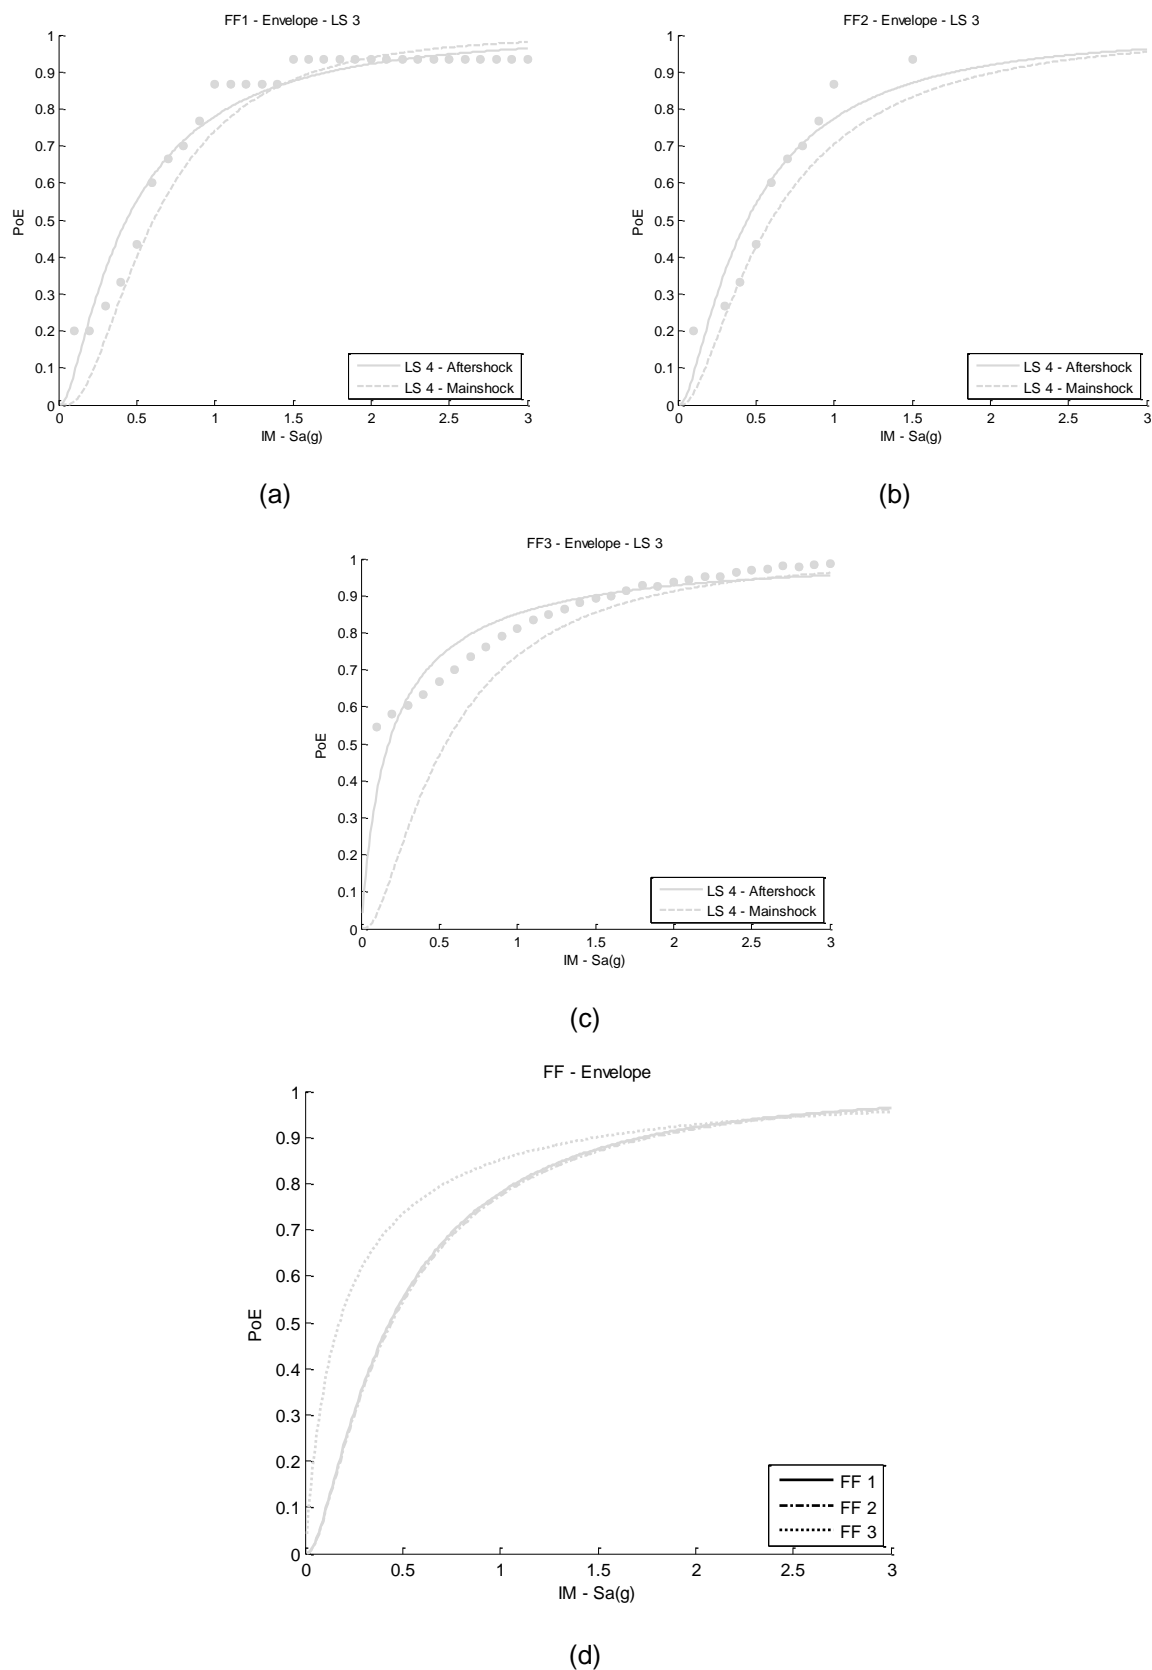 FF1 - Envelope - LS 3
1
0.9
0.8
0.7
0.6
0.5
0.4
0.3
0.2
0.1
0
PoE
0 0.5 1 1.5 2 2.5 3
IM - Sa(g)
LS 4 - Aftershock
LS 4 - Mainshock
(a)
FF2 - Envelope - LS 3
1
0.9
0.8
0.7
0.6
0.5
0.4
0.3
0.2
0.1
0
PoE
0 0.5 1 1.5 2 2.5 3
IM - Sa(g)
LS 4 - Aftershock
LS 4 - Mainshock
(b)
FF3 - Envelope - LS 3
1
0.9
0.8
0.7
0.6
0.5
0.4
0.3
0.2
0.1
0
PoE
0 0.5 1 1.5 2 2.5 3
IM - Sa(g)
LS 4 - Aftershock
LS 4 - Mainshock
(c)
FF - Envelope
1
0.9
0.8
0.7
0.6
0.5
0.4
0.3
0.2
0.1
0
PoE
0 0.5 1 1.5 2 2.5 3
IM - Sa(g)
FF 1
FF 2
FF 3
(d)